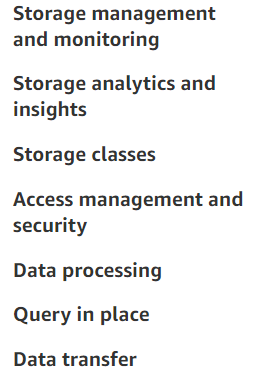 Storage management
and monitoring
Storage analytics and
insights
Storage classes
Access management and
security
Data processing
Query in place
Data transfer